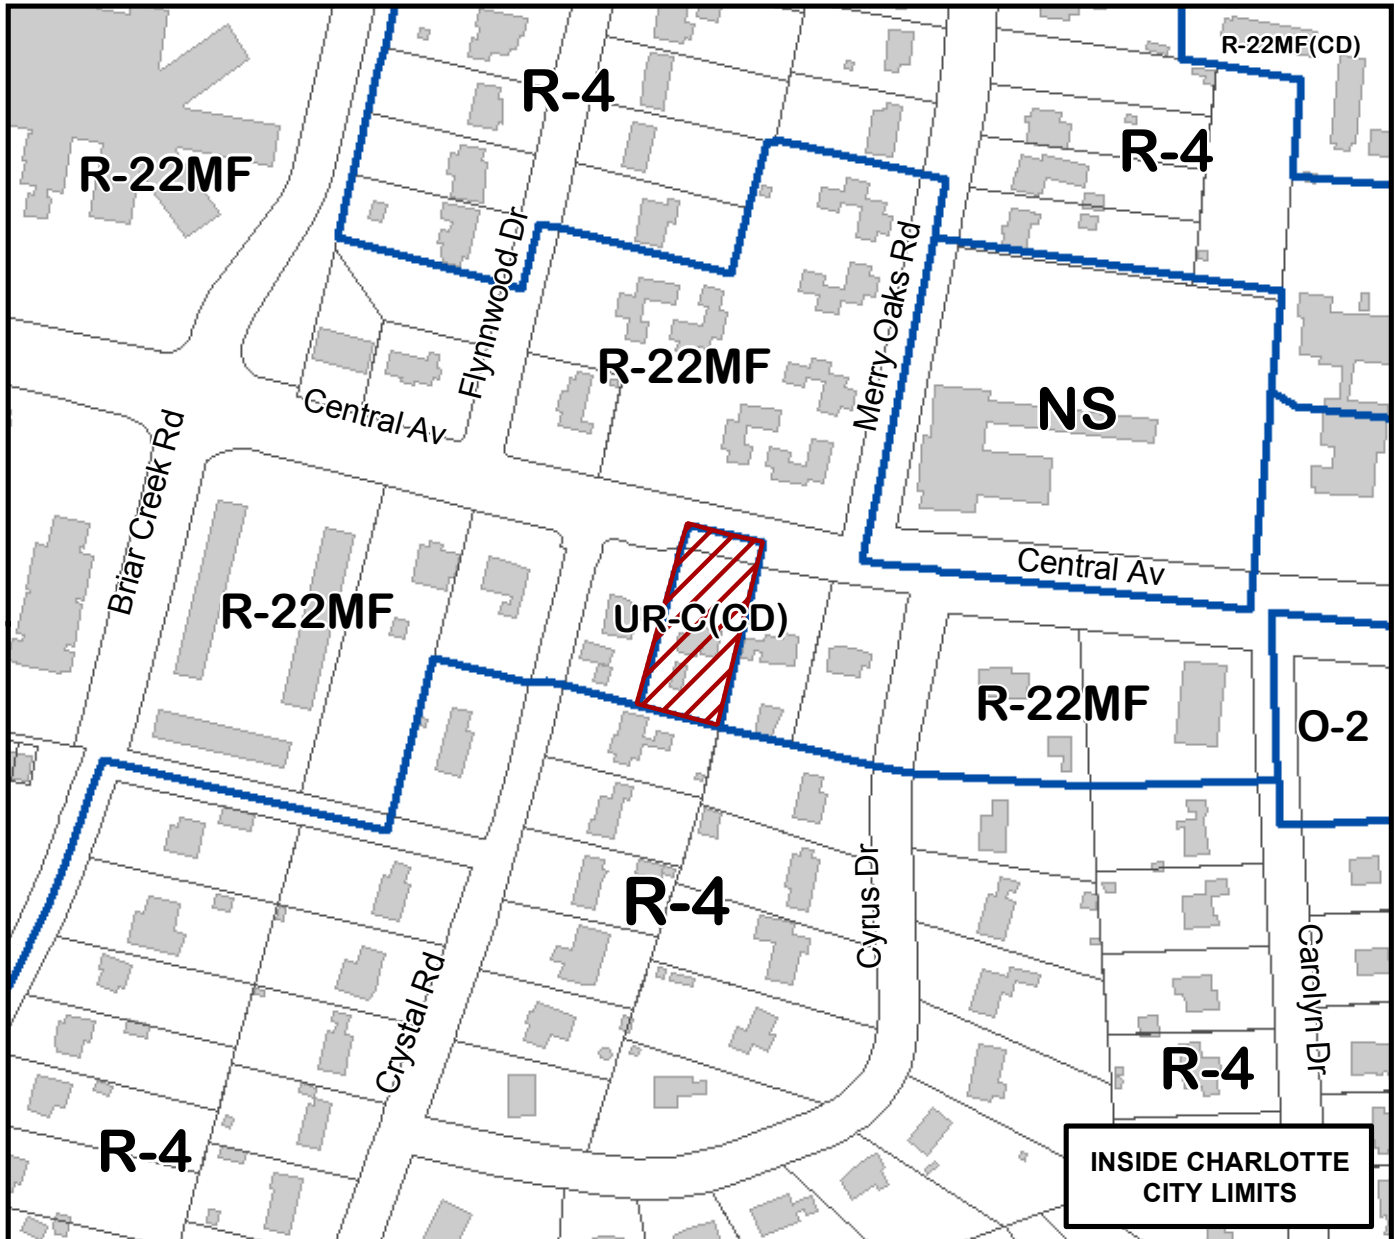 R-22MF(CD)
R-4
R-4
R-22MF
Flynnwood Dr
Merry Oaks Rd
R-22MF
NS
Central Av
Briar Creek Rd
Central Av
R-22MF
UR-C(CD)
R-22MF
O-2
R-4
Cyrus Dr
Crystal Rd
Carolyn Dr
R-4
R-4
INSIDE CHARLOTTE
CITY LIMITS